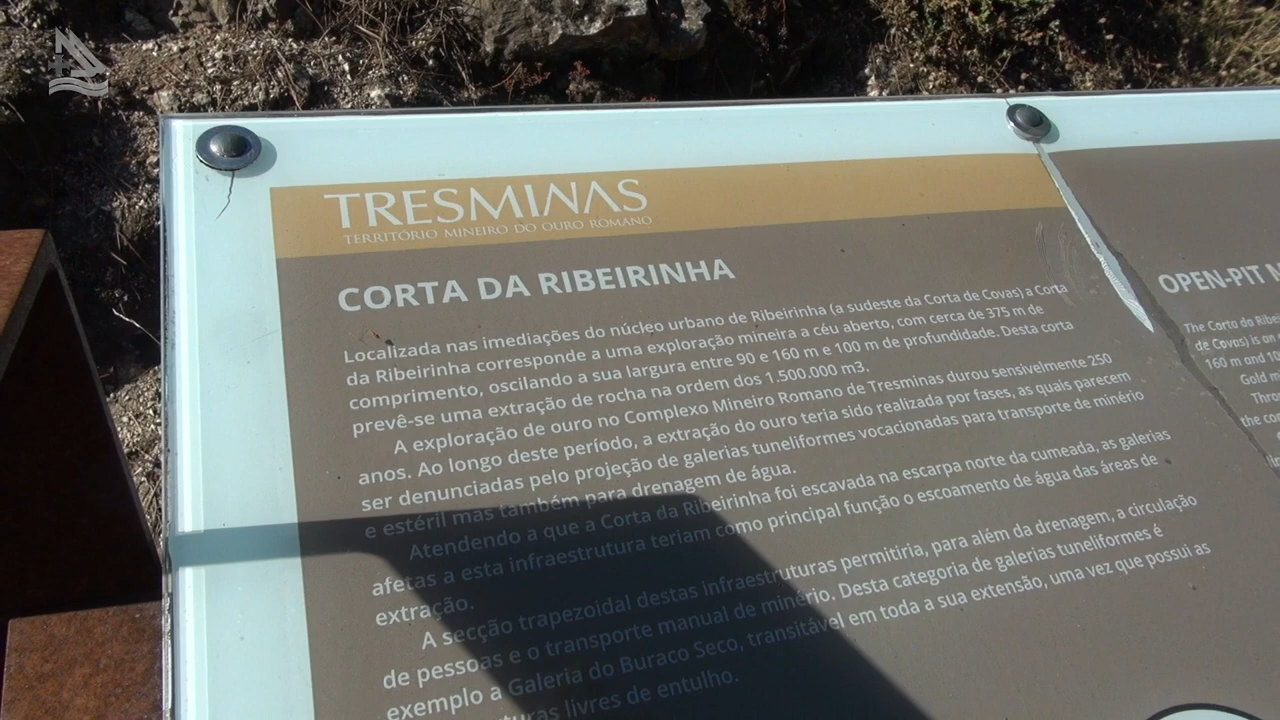 TRESMINAS
TERRITÓRIO MINEIRO DO OURO ROMANO
CORTA DA RIBEIRINHA
Localizada nas imediações do núcleo urbano de Ribeirinha (a sudeste da Corta de Covas) a Corta
da Ribeirinha corresponde a uma exploração mineira a céu aberto, com cerca de 375 m de
comprimento, oscilando a sua largura entre 90 e 160 m e 100 m de profundidade. Desta corta
prevê-se uma extração de rocha na ordem dos 1.500.000 m3.
A exploração de ouro no Complexo Mineiro Romano de Tresminas durou sensivelmente 250
anos. Ao longo deste período, a extração do ouro teria sido realizada por fases, as quais parecem
ser denunciadas pelo projeção de galerias tuneliformes vocacionadas para transporte de minério
e estéril mas também para drenagem de água.
Atendendo a que a Corta da Ribeirinha foi escavada na escarpa norte da cumeada, as galerias
afetas a esta infraestrutura teriam como principal função o escoamento de água das áreas de
extração.
A secção trapezoidal destas infraestruturas permitiria, para além da drenagem, a circulação
de pessoas e o transporte manual de minério. Desta categoria de galerias tuneliformes é
exemplo a Galeria do Buraco Seco, transitável em toda a sua extensão, uma vez que possui as
livres de entulho.
OPEN-PIT
The Corta da
de Covas) is an
160 m and
Gold
the